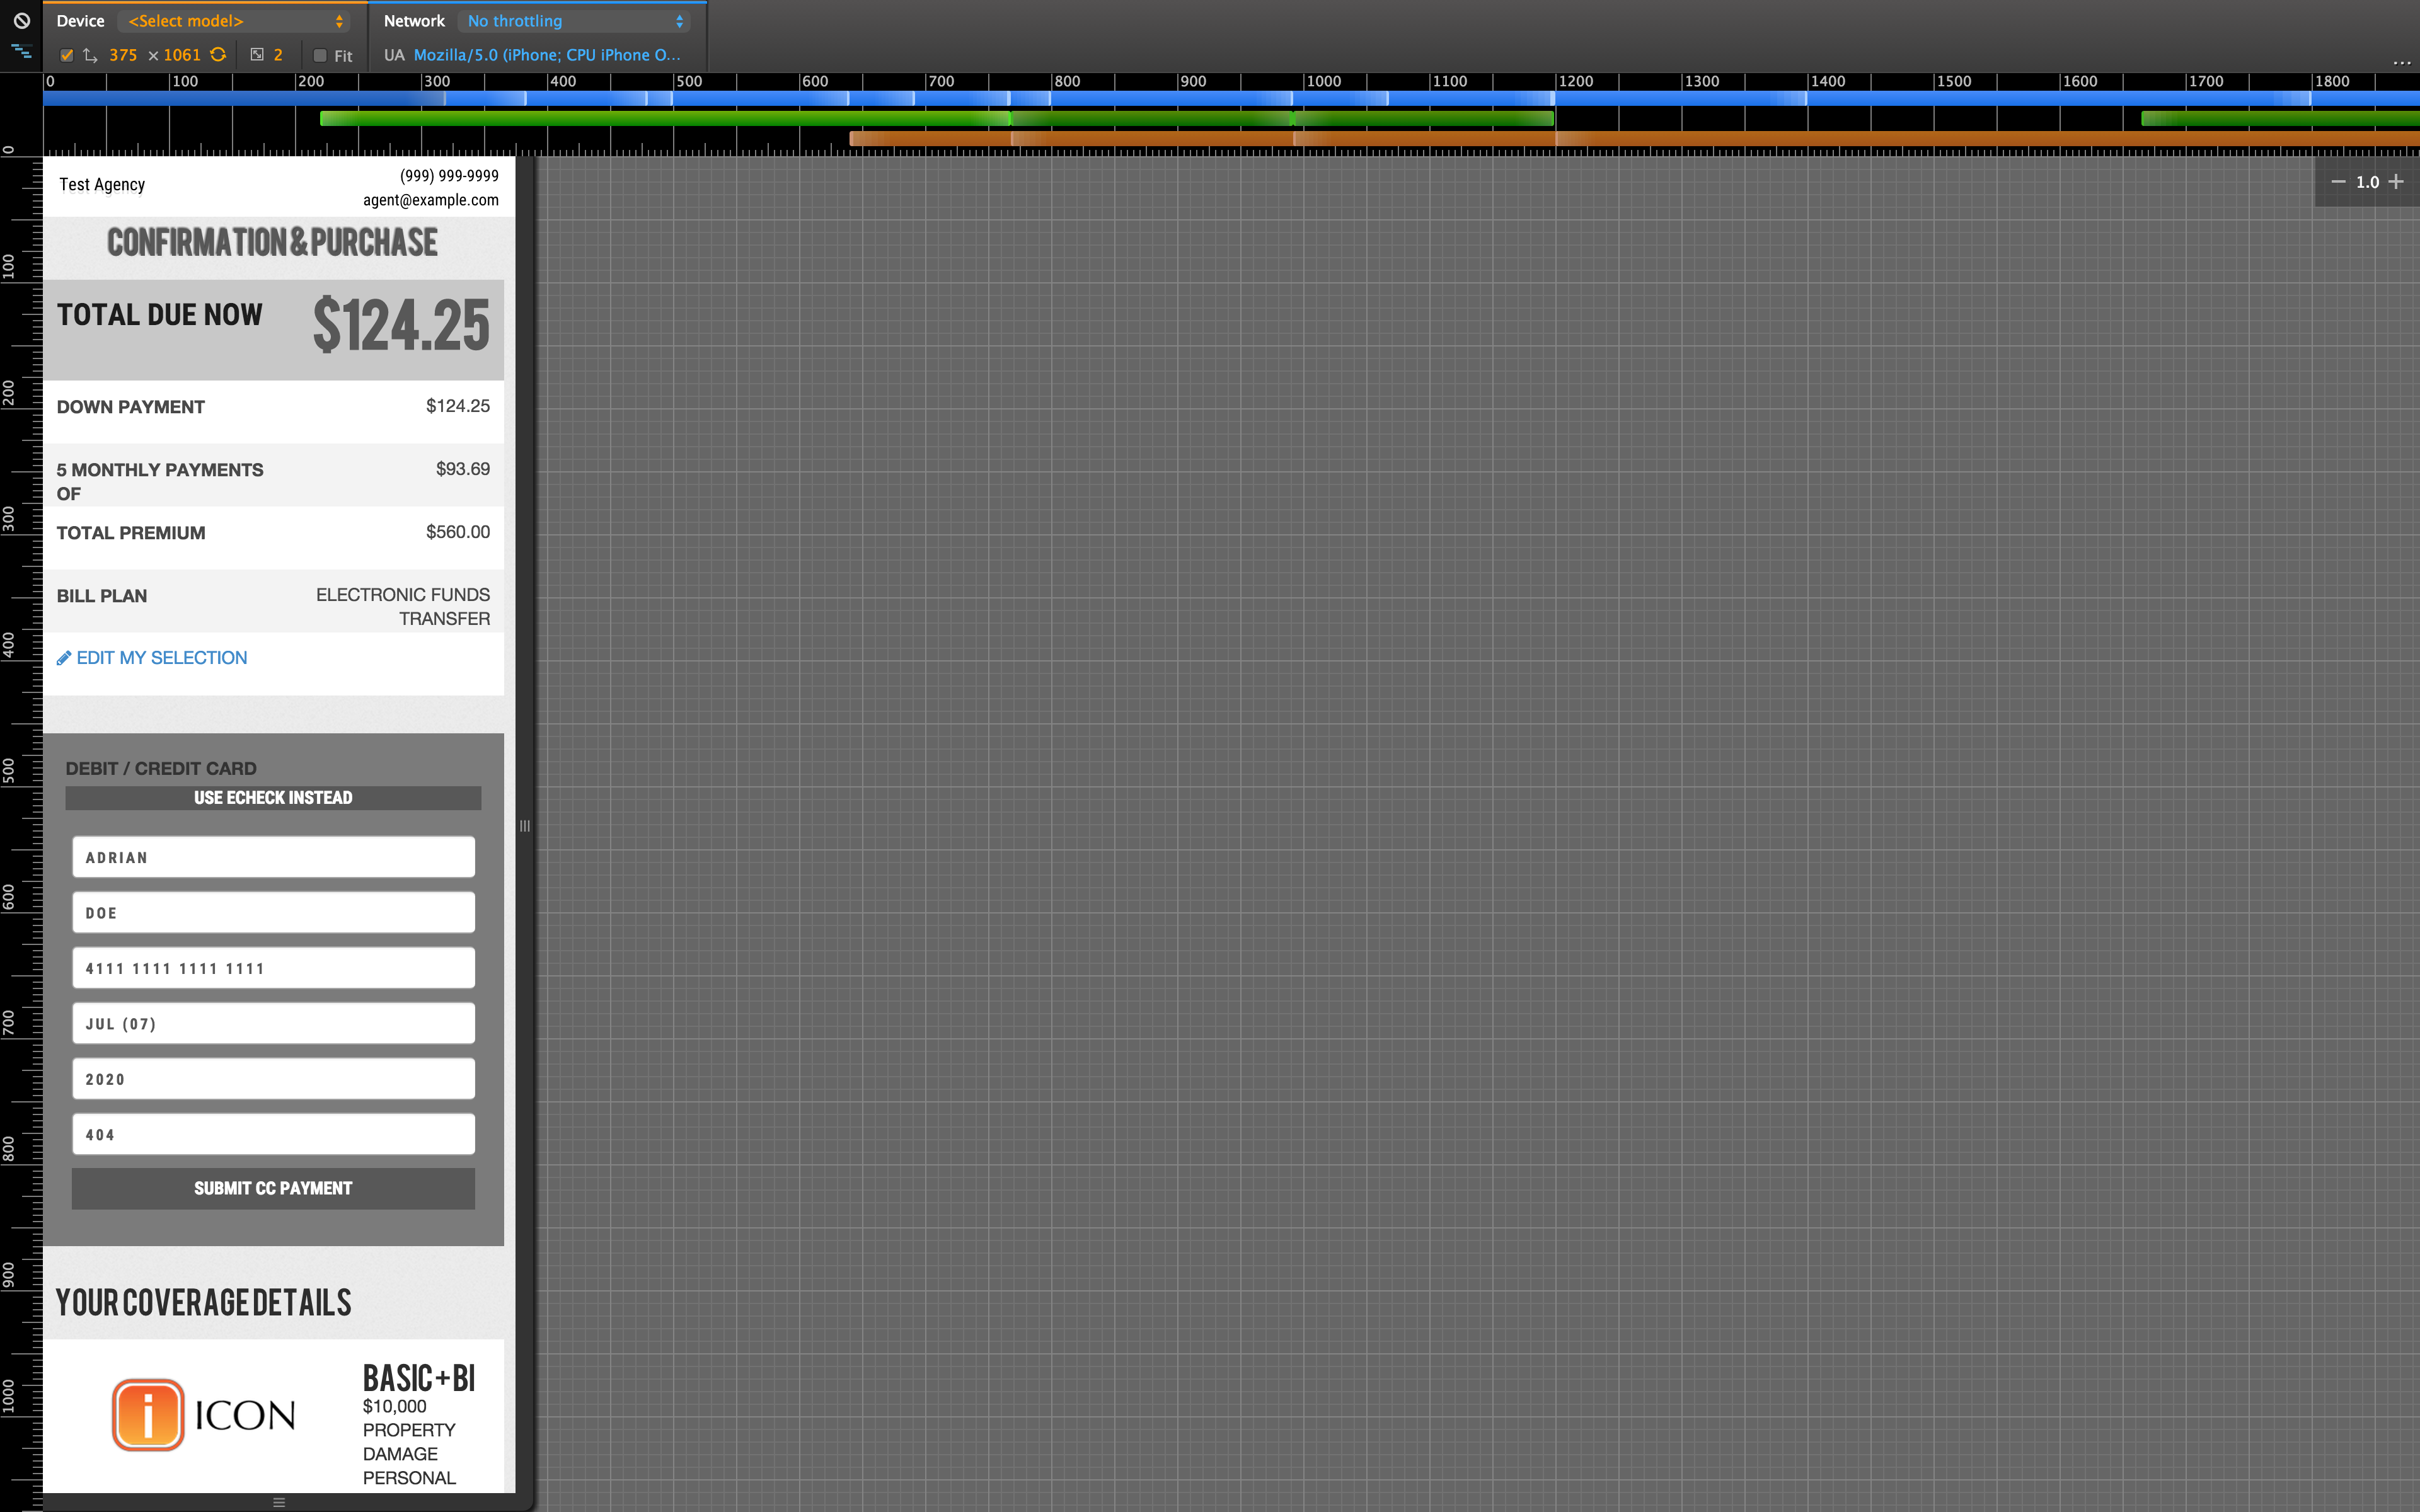 Device <Select model> Network No throttling
375 × 1061 2 Fit UA Mozilla/5.0 (iPhone; CPU iPhone O...
...
0 100 200 300 400 500 600 700 800 900 1000 1100 1200 1300 1400 1500 1600 1700 1800
0
100
200
300
400
500
600
700
800
900
1000
1.0
Test Agency
(999) 999-9999
agent@example.com
CONFIRMATION & PURCHASE
TOTAL DUE NOW $124.25
DOWN PAYMENT $124.25
5 MONTHLY PAYMENTS $93.69
OF
TOTAL PREMIUM $560.00
BILL PLAN ELECTRONIC FUNDS
TRANSFER
EDIT MY SELECTION
DEBIT / CREDIT CARD
USE ECHECK INSTEAD
ADRIAN
DOE
4111 1111 1111 1111
JUL (07)
2020
404
SUBMIT CC PAYMENT
YOUR COVERAGE DETAILS
i ICON
BASIC+BI
$10,000
PROPERTY
DAMAGE
PERSONAL